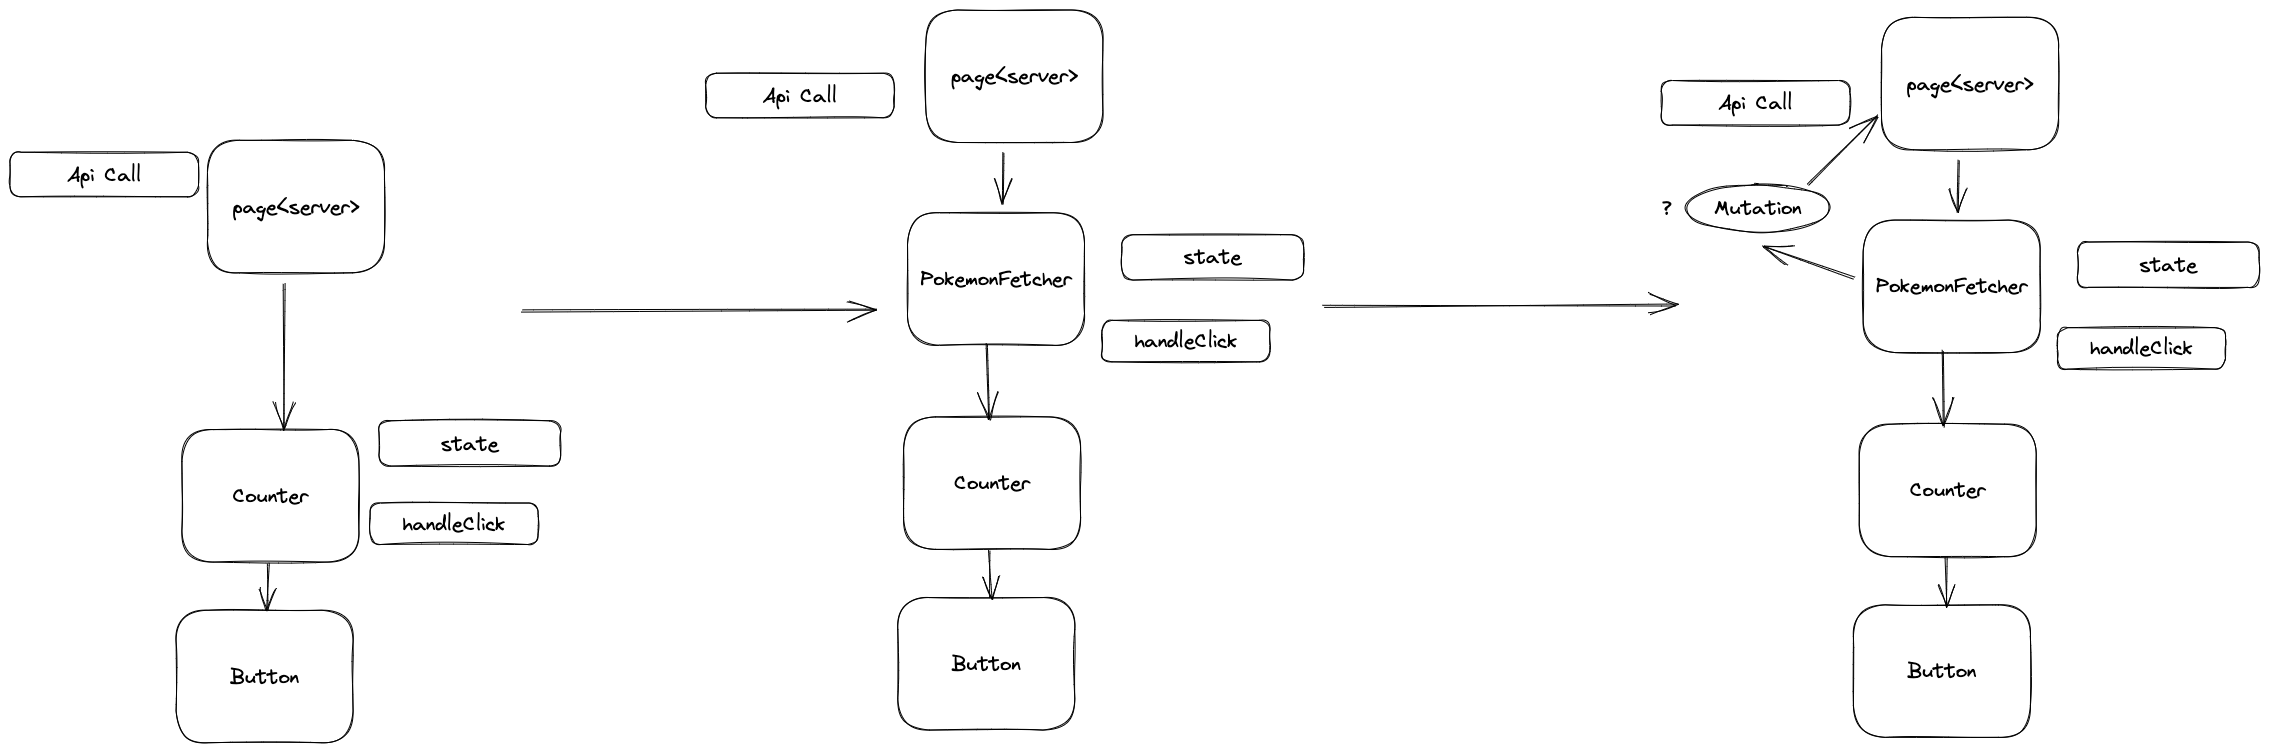 Api Call
page<server>
state
Counter
handleClick
Button
Api Call
page<server>
state
PokemonFetcher
handleClick
Counter
Button
page<server>
Api Call
?
Mutation
state
PokemonFetcher
handleClick
Counter
Button